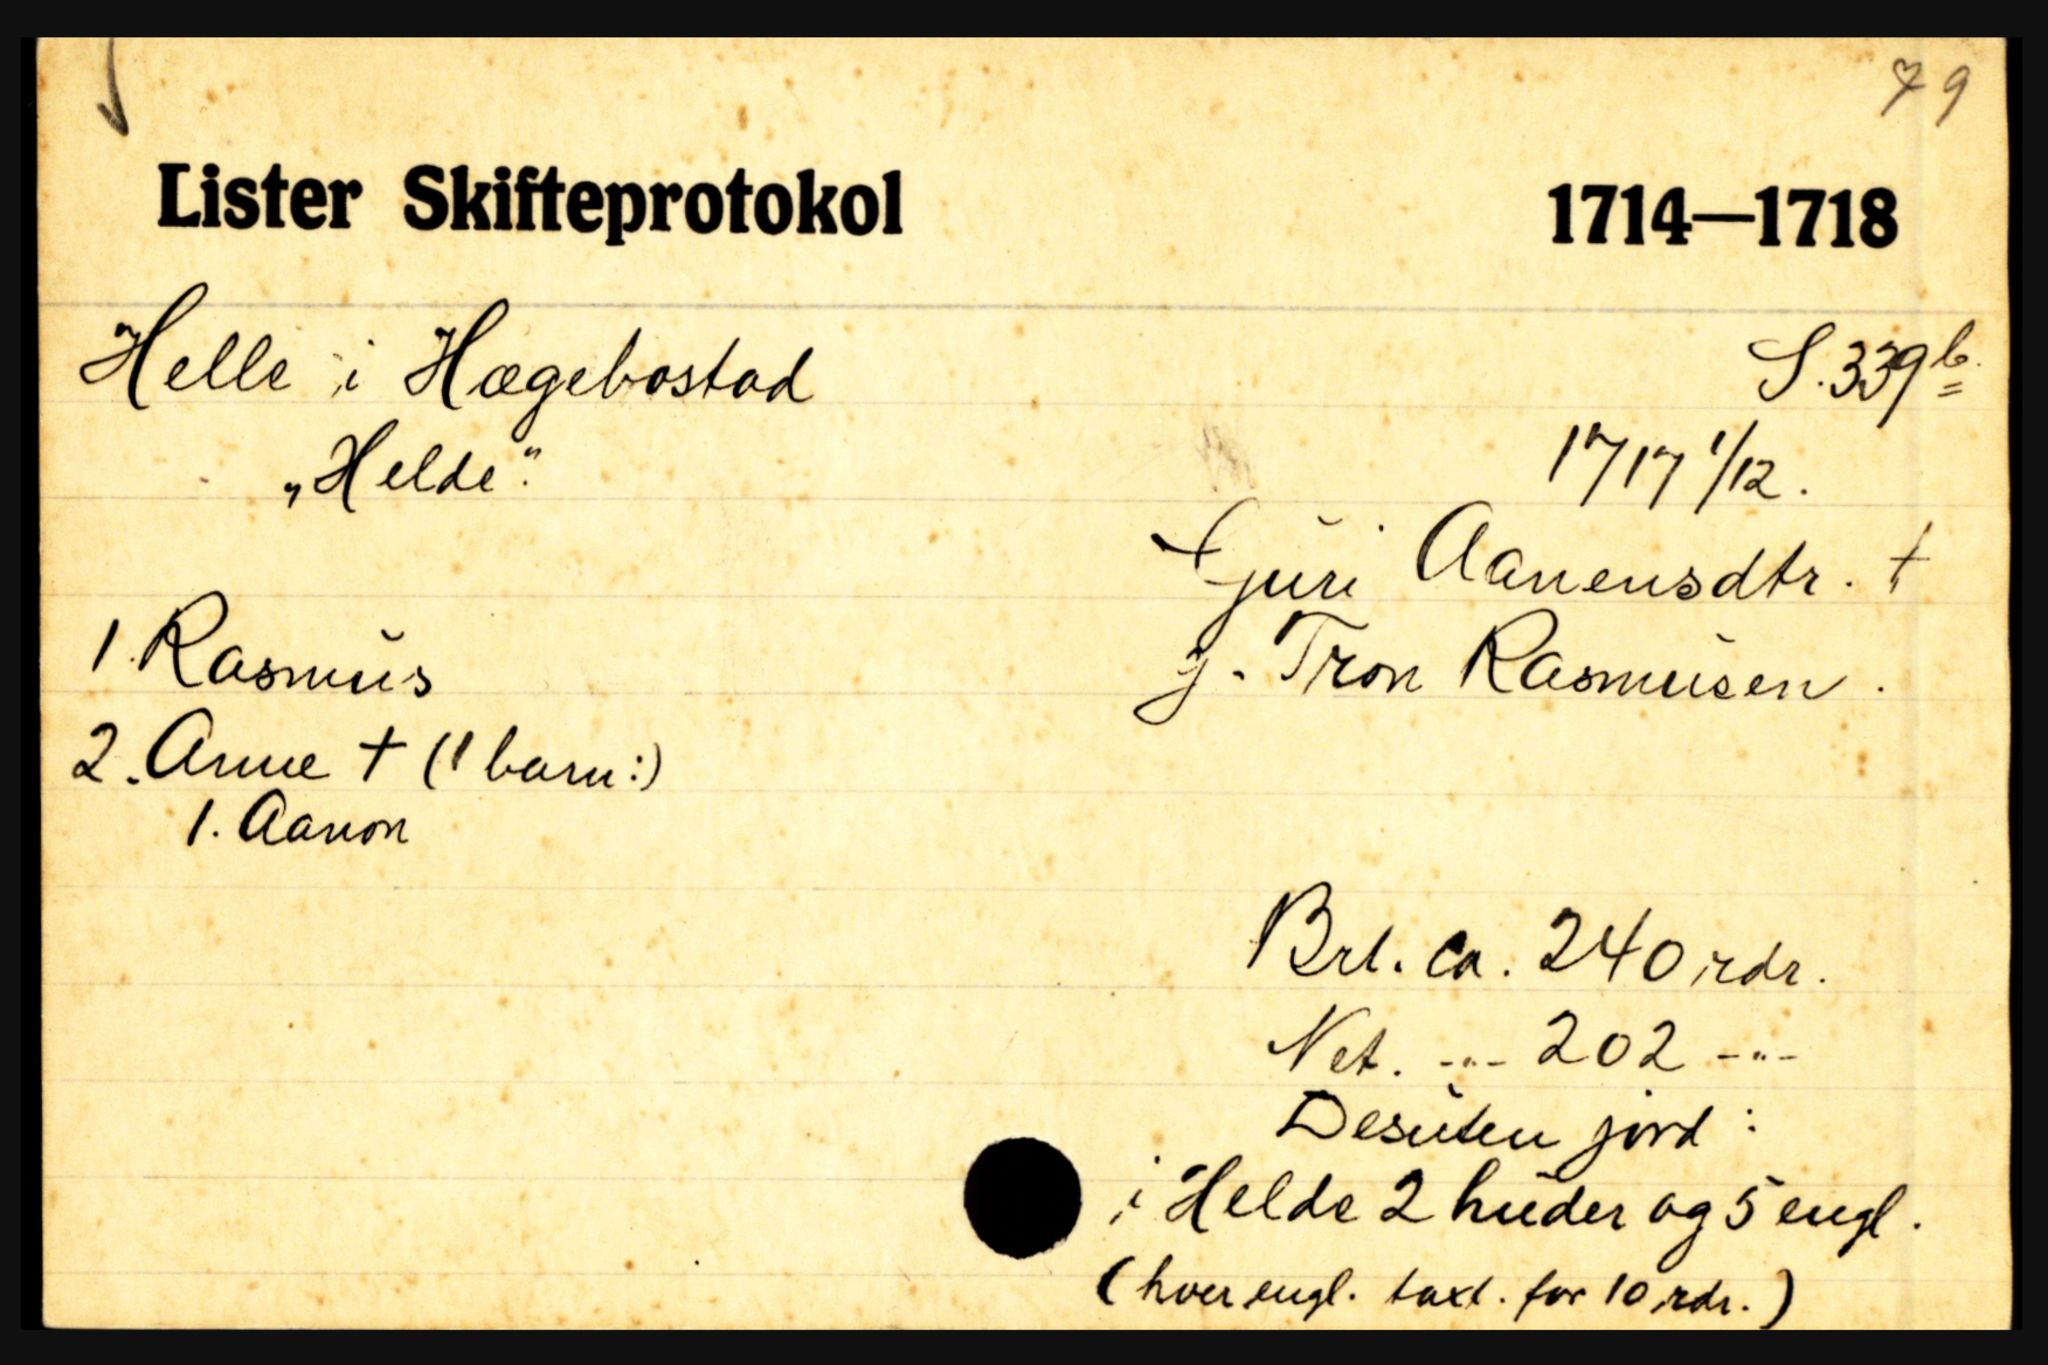 79
Lister Skifteprotokol 1714—1718
Helle i Hægebostad S. 339 b.
„Helde“. 1717 1/12.
Guri Aanensdtr. †
1. Rasmus g. Tron Rasmusen.
2. Anne † (1 barn:)
1. Aanon
Brt. ca. 240 rdr.
Net. -"- 202 -"-
Desuten jord:
i Helde 2 huder og 5 engl.
(hver engl. taxt. for 10 rdr.)